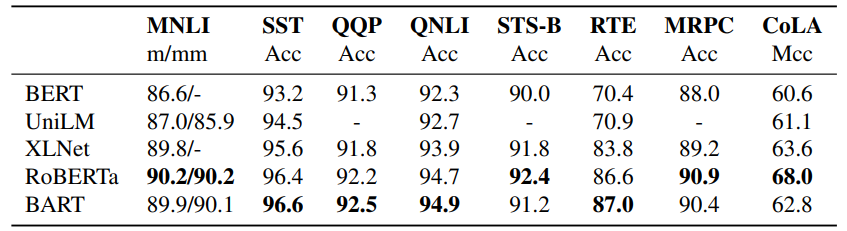 MNLI SST QQP QNLI STS-B RTE MRPC CoLA
m/mm Acc Acc Acc Acc Acc Acc Mcc
BERT 86.6/- 93.2 91.3 92.3 90.0 70.4 88.0 60.6
UniLM 87.0/85.9 94.5 - 92.7 - 70.9 - 61.1
XLNet 89.8/- 95.6 91.8 93.9 91.8 83.8 89.2 63.6
RoBERTa 90.2/90.2 96.4 92.2 94.7 92.4 86.6 90.9 68.0
BART 89.9/90.1 96.6 92.5 94.9 91.2 87.0 90.4 62.8